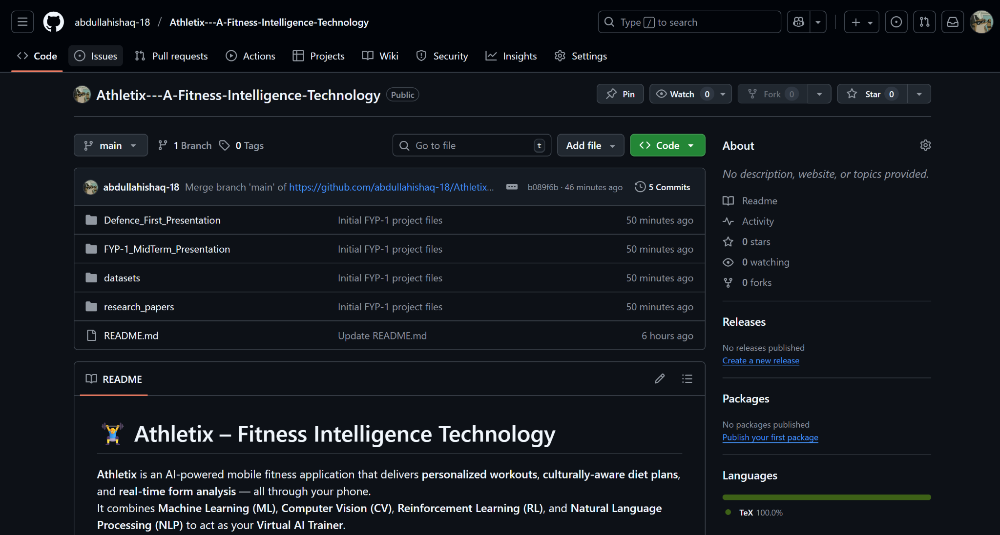 abdullahishaq-18 / Athletix---A-Fitness-Intelligence-Technology
Type / to search
Code Issues Pull requests Actions Projects Wiki Security Insights Settings
Athletix---A-Fitness-Intelligence-Technology Public
Pin Watch 0 Fork 0 Star 0
main 1 Branch 0 Tags Go to file t Add file Code
abdullahishaq-18 Merge branch 'main' of https://github.com/abdullahishaq-18/Athletix... b089f6b · 46 minutes ago 5 Commits
Defence_First_Presentation Initial FYP-1 project files 50 minutes ago
FYP-1_MidTerm_Presentation Initial FYP-1 project files 50 minutes ago
datasets Initial FYP-1 project files 50 minutes ago
research_papers Initial FYP-1 project files 50 minutes ago
README.md Update README.md 6 hours ago
README
Athletix – Fitness Intelligence Technology
Athletix is an AI-powered mobile fitness application that delivers personalized workouts, culturally-aware diet plans,
and real-time form analysis — all through your phone.
It combines Machine Learning (ML), Computer Vision (CV), Reinforcement Learning (RL), and Natural Language
Processing (NLP) to act as your Virtual AI Trainer.
About
No description, website, or topics provided.
Readme
Activity
0 stars
0 watching
0 forks
Releases
No releases published
Create a new release
Packages
No packages published
Publish your first package
Languages
TeX 100.0%